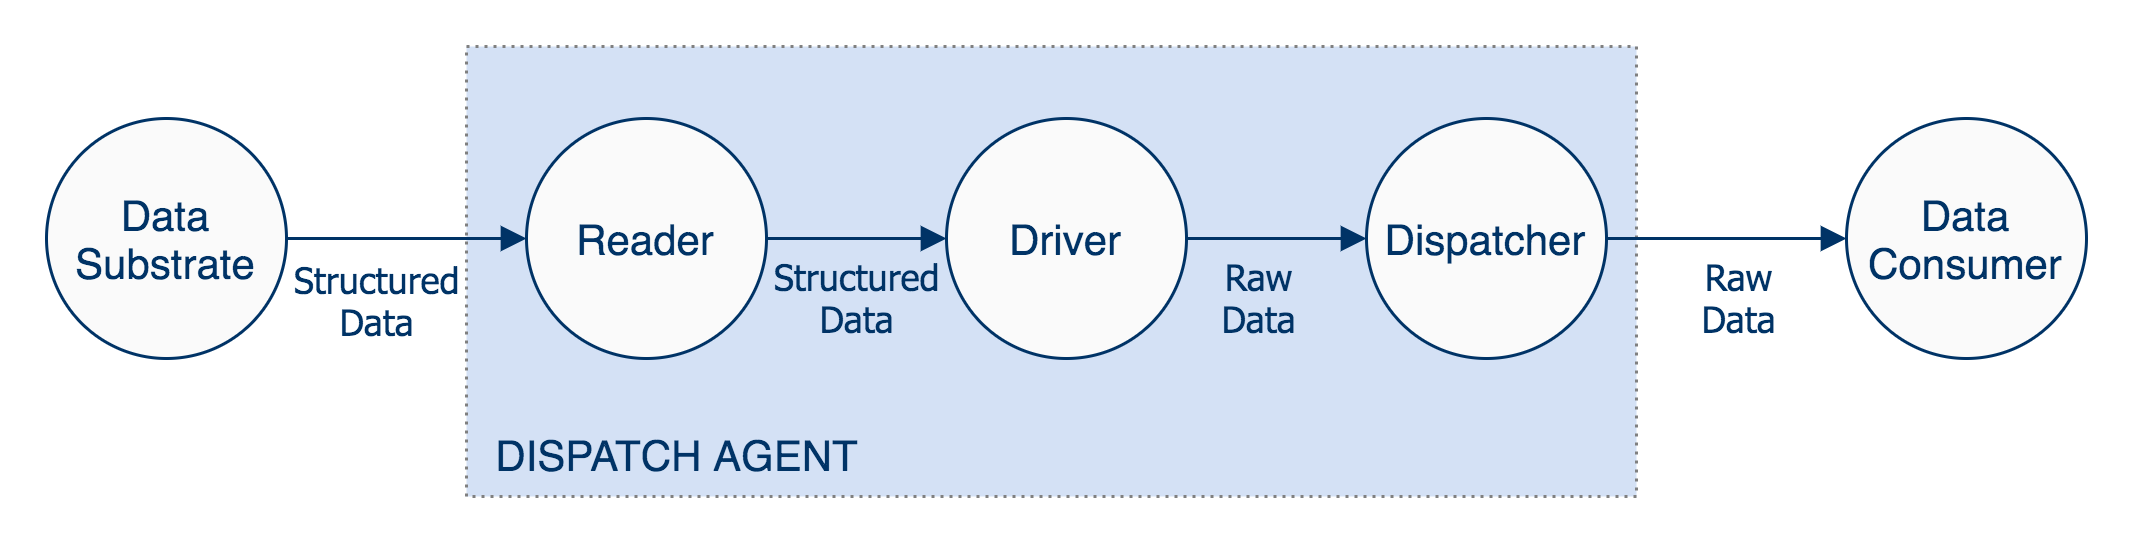 Data
Substrate
Structured
Data
Reader
Structured
Data
Driver
Raw
Data
Dispatcher
Raw
Data
Data
Consumer
DISPATCH AGENT